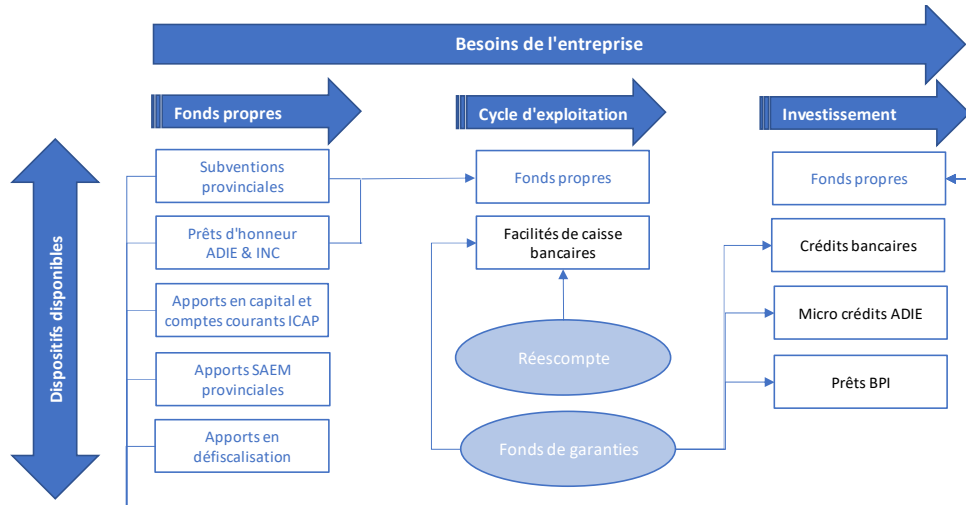 Besoins de l'entreprise
Fonds propres
Cycle d'exploitation
Investissement
Dispositifs disponibles
Subventions
provinciales
Prêts d'honneur
ADIE & INC
Apports en capital et
comptes courants ICAP
Apports SAEM
provinciales
Apports en
défiscalisation
Fonds propres
Facilités de caisse
bancaires
Réescompte
Fonds de garanties
Fonds propres
Crédits bancaires
Micro crédits ADIE
Prêts BPI